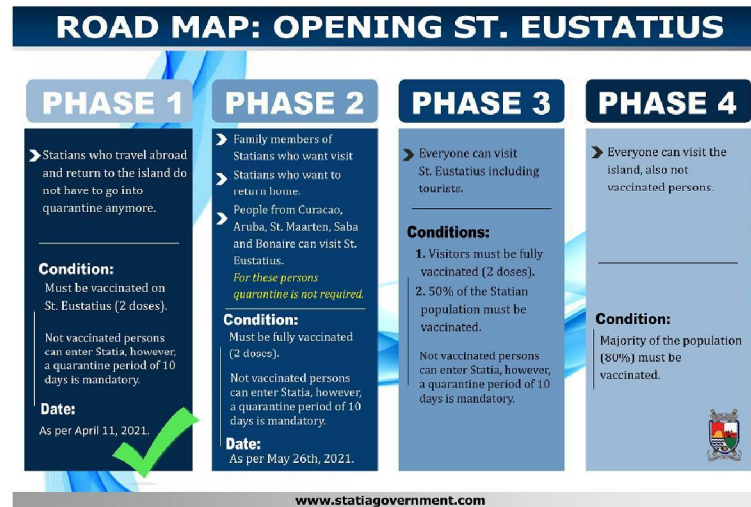 ROAD MAP: OPENING ST. EUSTATIUS
PHASE 1
Statians who travel abroad
and return to the island do
not have to go into
quarantine anymore.
Condition:
Must be vaccinated on
St. Eustatius (2 doses).
Not vaccinated persons
can enter Statia, however,
a quarantine period of 10
days is mandatory.
Date:
As per April 11, 2021.
PHASE 2
Family members of
Statians who want visit
Statians who want to
return home.
People from Curacao,
Aruba, St. Maarten, Saba
and Bonaire can visit St.
Eustatius.
For these persons
quarantine is not required.
Condition:
Must be fully vaccinated
(2 doses).
Not vaccinated persons
can enter Statia, however,
a quarantine period of 10
days is mandatory.
Date:
As per May 26th, 2021.
PHASE 3
Everyone can visit
St. Eustatius including
tourists.
Conditions:
1. Visitors must be fully
vaccinated (2 doses).
2. 50% of the Statian
population must be
vaccinated.
Not vaccinated persons
can enter Statia, however,
a quarantine period of 10
days is mandatory.
PHASE 4
Everyone can visit the
island, also not
vaccinated persons.
Condition:
Majority of the population
(80%) must be
vaccinated.
www.statiagovernment.com